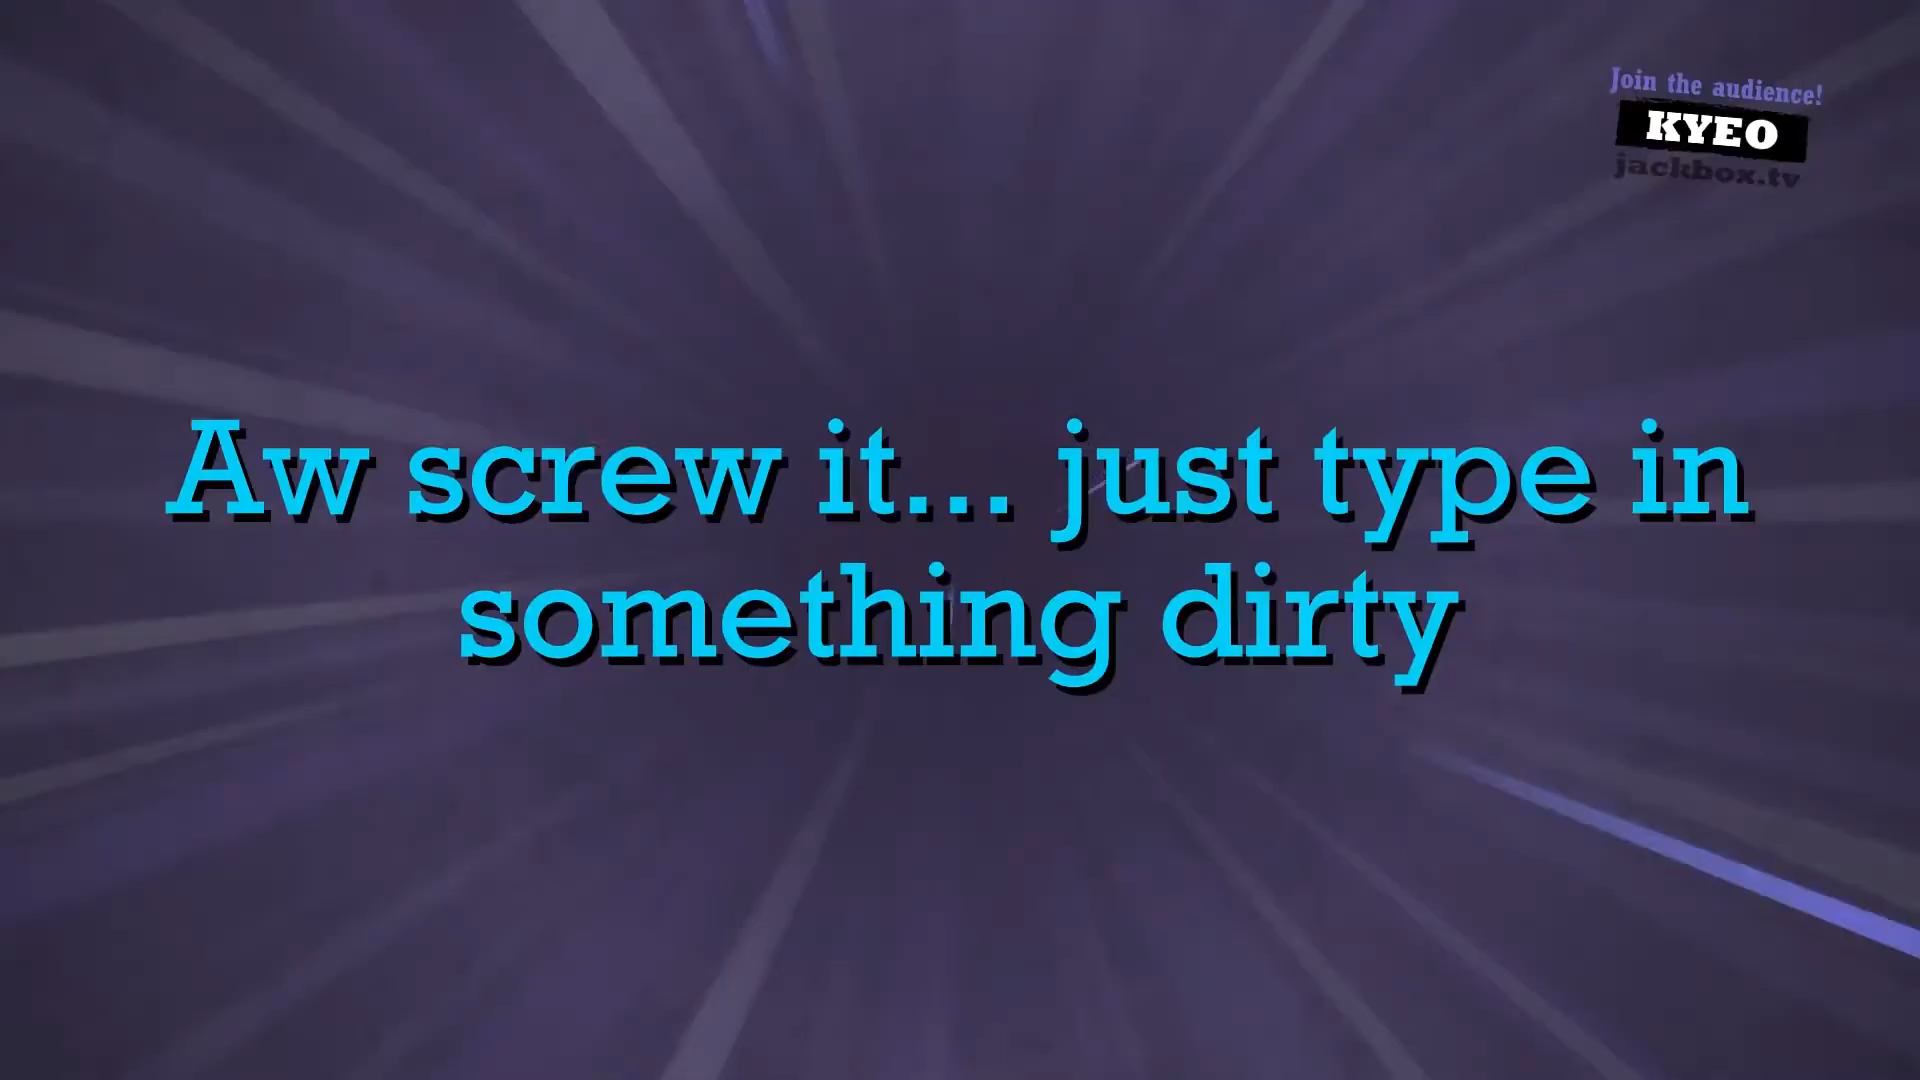 Join the audience!
KYEO
jackbox.tv
Aw screw it... just type in
something dirty